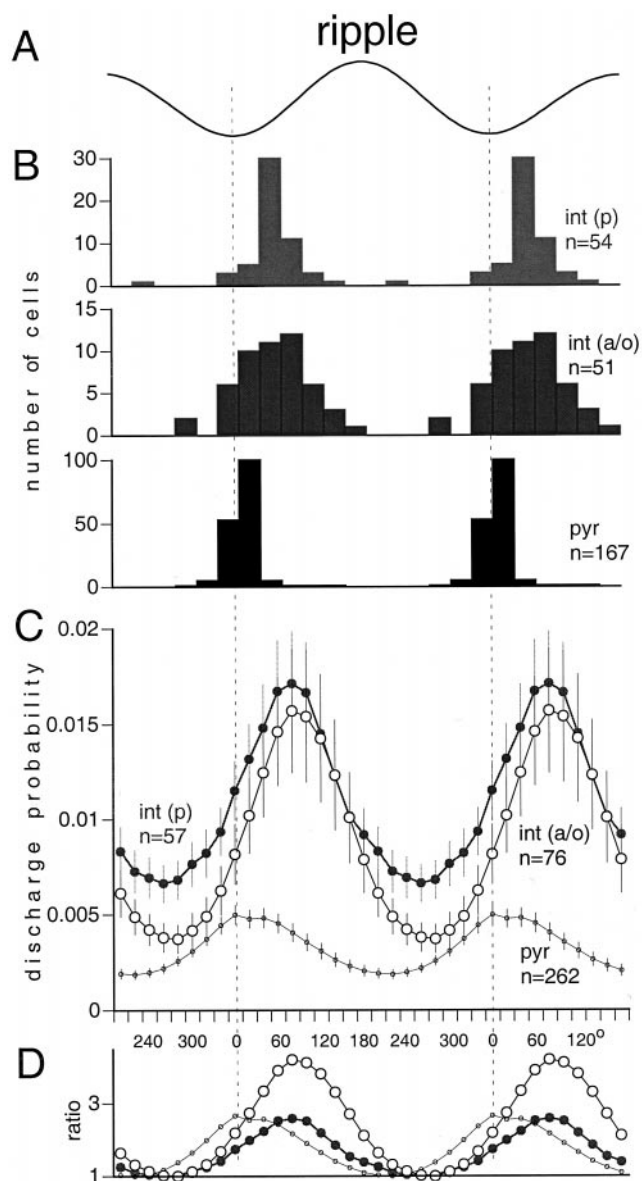 ripple
A
B
30
20
10
0
int (p)
n=54
15
10
5
0
int (a/o)
n=51
100
50
0
pyr
n=167
number of cells
C
0.02
0.015
0.01
0.005
0
discharge probability
int (p)
n=57
int (a/o)
n=76
pyr
n=262
240 300 0 60 120 180 240 300 0 60 120°
D
3
1
ratio